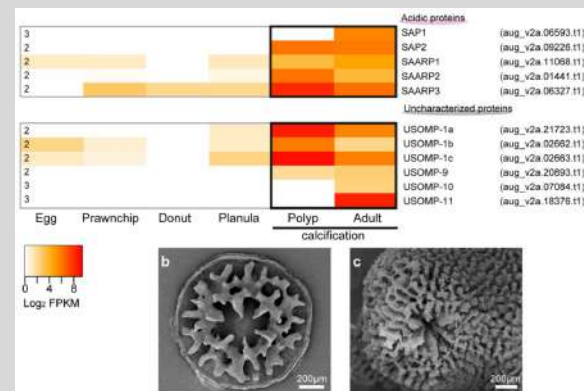 Acidic proteins
3 SAP1 (aug_v2a.06593.t1)
2 SAP2 (aug_v2a.09226.t1)
2 SAARP1 (aug_v2a.11068.t1)
2 SAARP2 (aug_v2a.01441.t1)
2 SAARP3 (aug_v2a.06327.t1)
Uncharacterized proteins
2 USOMP-1a (aug_v2a.21723.t1)
2 USOMP-1b (aug_v2a.02662.t1)
2 USOMP-1c (aug_v2a.02663.t1)
2 USOMP-9 (aug_v2a.20893.t1)
3 USOMP-10 (aug_v2a.07084.t1)
3 USOMP-11 (aug_v2a.18376.t1)
Egg Prawnchip Donut Planula Polyp Adult
calcification
0 4 8
Log₂ FPKM
b
200μm
c
200μm